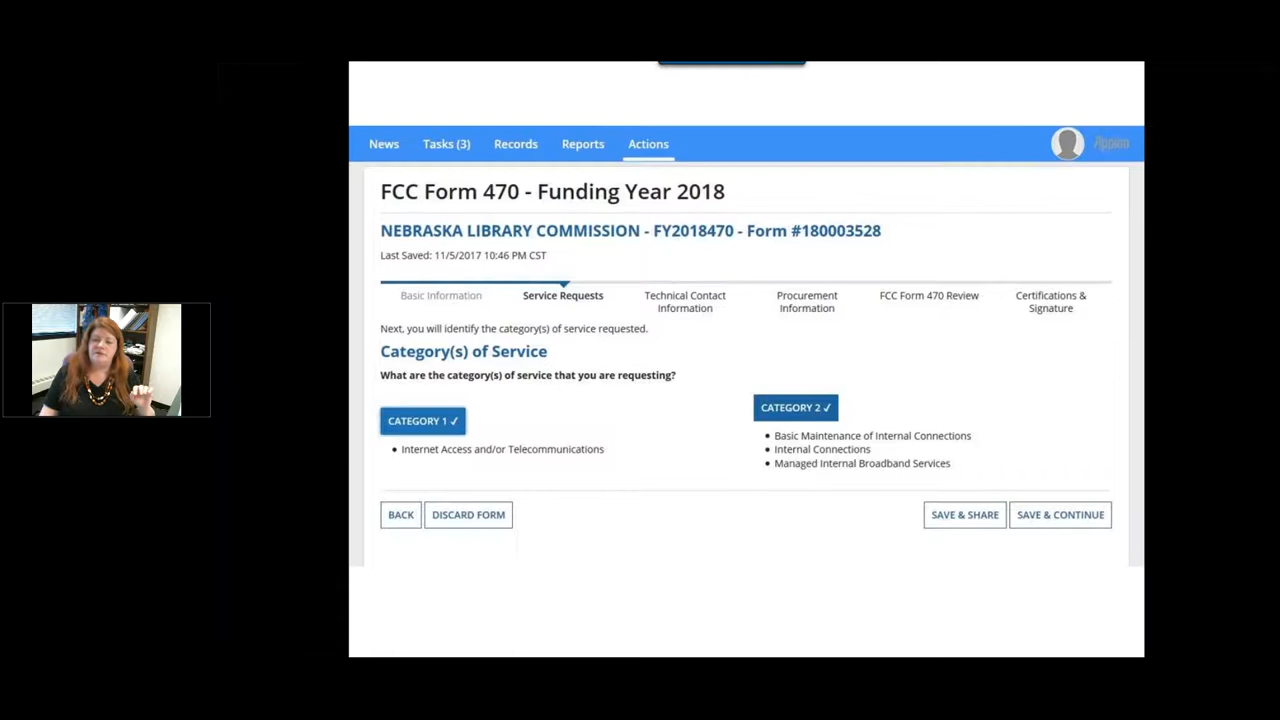 News Tasks (3) Records Reports Actions Appian
FCC Form 470 - Funding Year 2018
NEBRASKA LIBRARY COMMISSION - FY2018470 - Form #180003528
Last Saved: 11/5/2017 10:46 PM CST
Basic Information Service Requests Technical Contact Procurement FCC Form 470 Review Certifications &
Information Information Signature
Next, you will identify the category(s) of service requested.
Category(s) of Service
What are the category(s) of service that you are requesting?
CATEGORY 1 ✓ CATEGORY 2 ✓
• Internet Access and/or Telecommunications
• Basic Maintenance of Internal Connections
• Internal Connections
• Managed Internal Broadband Services
BACK DISCARD FORM SAVE & SHARE SAVE & CONTINUE